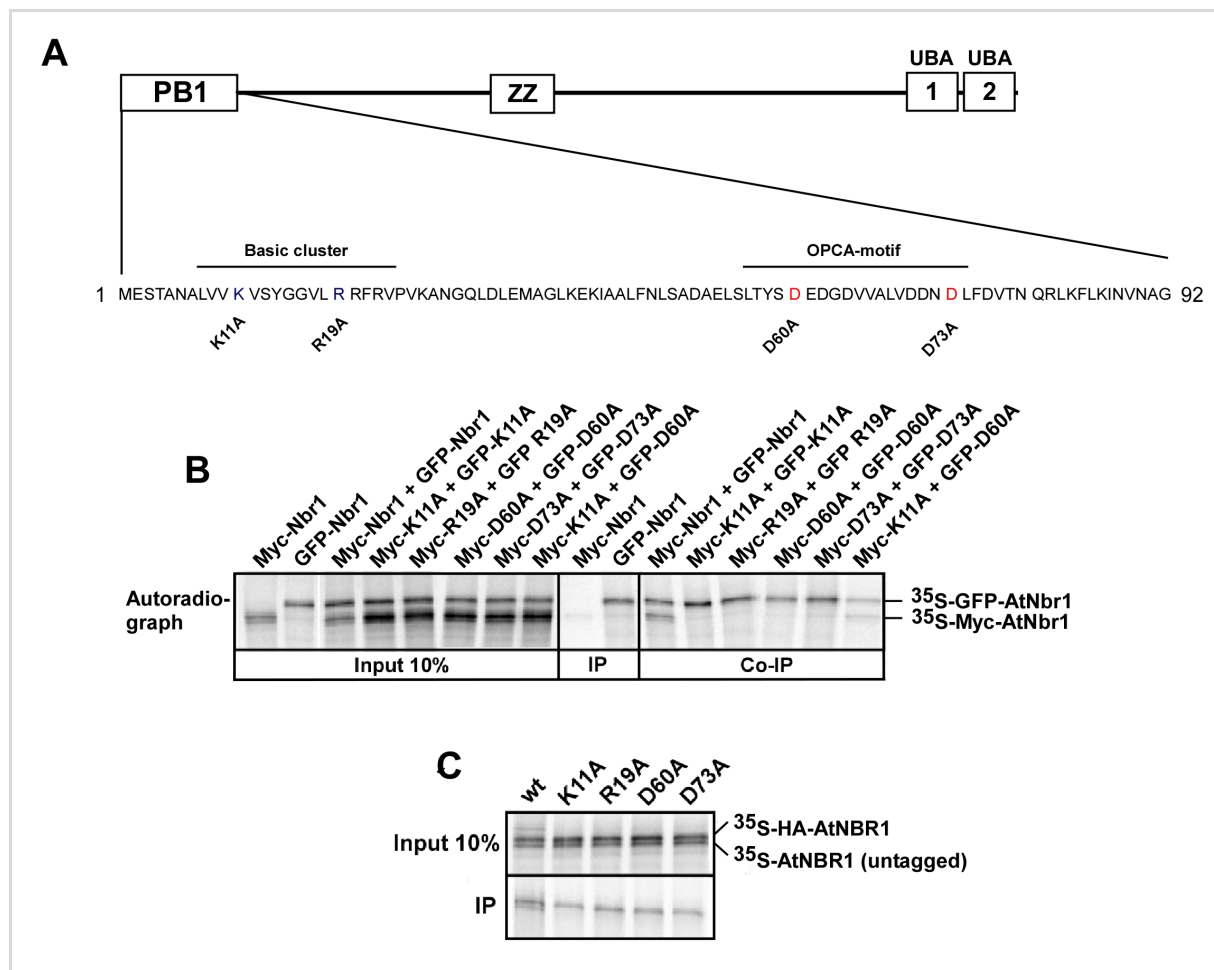 A
PB1
ZZ
UBA UBA
1 2
Basic cluster OPCA-motif
1 MESTANALVV K VSYGGVL R RFRVPVKANGQLDLEMAGLKEKIAALFNLSADAELSLTYS D EDGDVVALVDDN D LFDVTN QRLKFLKINVNAG 92
K11A R19A D60A D73A
B
Myc-Nbr1
GFP-Nbr1
Myc-Nbr1 + GFP-Nbr1
Myc-K11A + GFP-K11A
Myc-R19A + GFP R19A
Myc-D60A + GFP-D60A
Myc-D73A + GFP-D73A
Myc-K11A + GFP-D60A
Myc-Nbr1
GFP-Nbr1
Myc-Nbr1 + GFP-Nbr1
Myc-K11A + GFP-K11A
Myc-R19A + GFP R19A
Myc-D60A + GFP-D60A
Myc-D73A + GFP-D73A
Myc-K11A + GFP-D60A
Autoradio-
graph
35S-GFP-AtNbr1
35S-Myc-AtNbr1
Input 10% IP Co-IP
C
wt K11A R19A D60A D73A
Input 10%
35S-HA-AtNBR1
35S-AtNBR1 (untagged)
IP